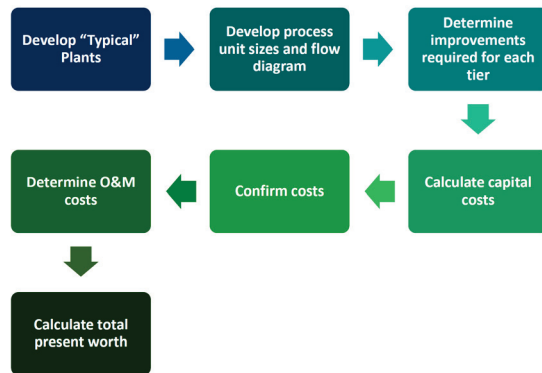 Develop “Typical”
Plants
Develop process
unit sizes and flow
diagram
Determine
improvements
required for each
tier
Calculate capital
costs
Confirm costs
Determine O&M
costs
Calculate total
present worth